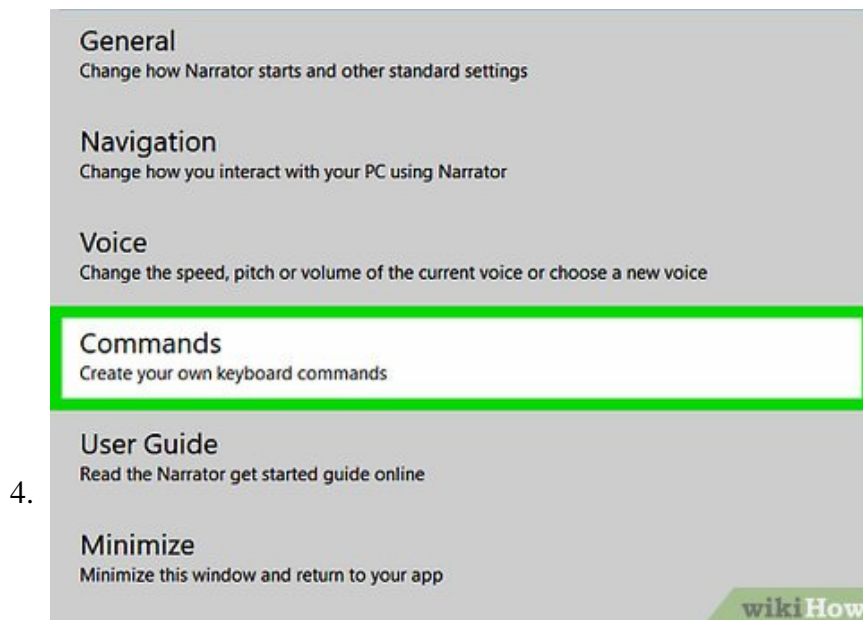 General
Change how Narrator starts and other standard settings
Navigation
Change how you interact with your PC using Narrator
Voice
Change the speed, pitch or volume of the current voice or choose a new voice
Commands
Create your own keyboard commands
User Guide
Read the Narrator get started guide online
4.
Minimize
Minimize this window and return to your app
wikiHow